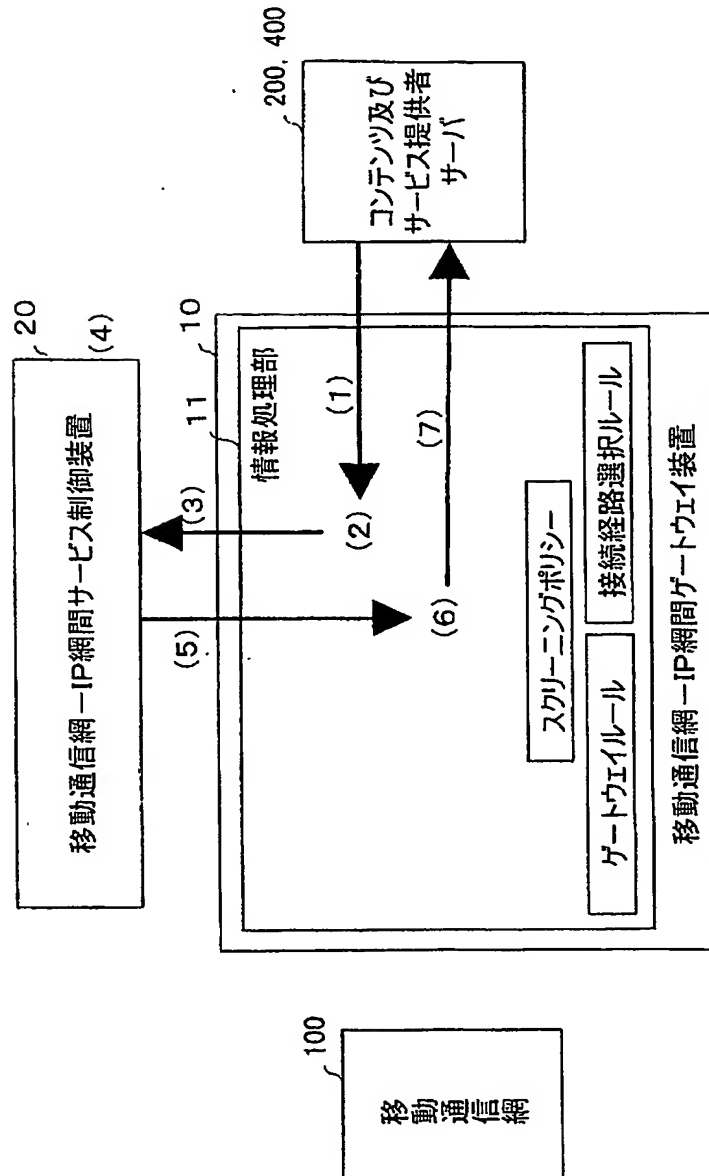 20
移動通信網－IP網間サービス制御装置
(4)
(3)
(5)
10
11
情報処理部
(1)
(2)
(6)
(7)
スクリーニングポリシー
ゲートウェイルール
接続経路選択ルール
移動通信網－IP網間ゲートウェイ装置
200, 400
コンテンツ及び
サービス提供者
サーバ
100
移動通信網